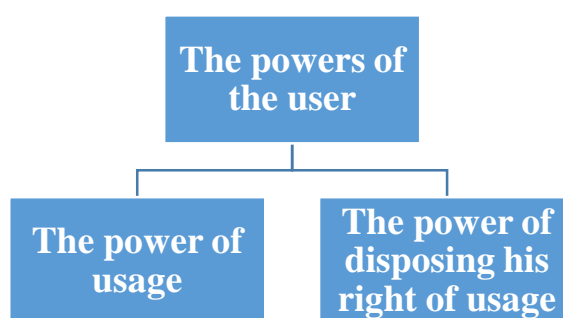 The powers of
the user
The power of
usage
The power of
disposing his
right of usage